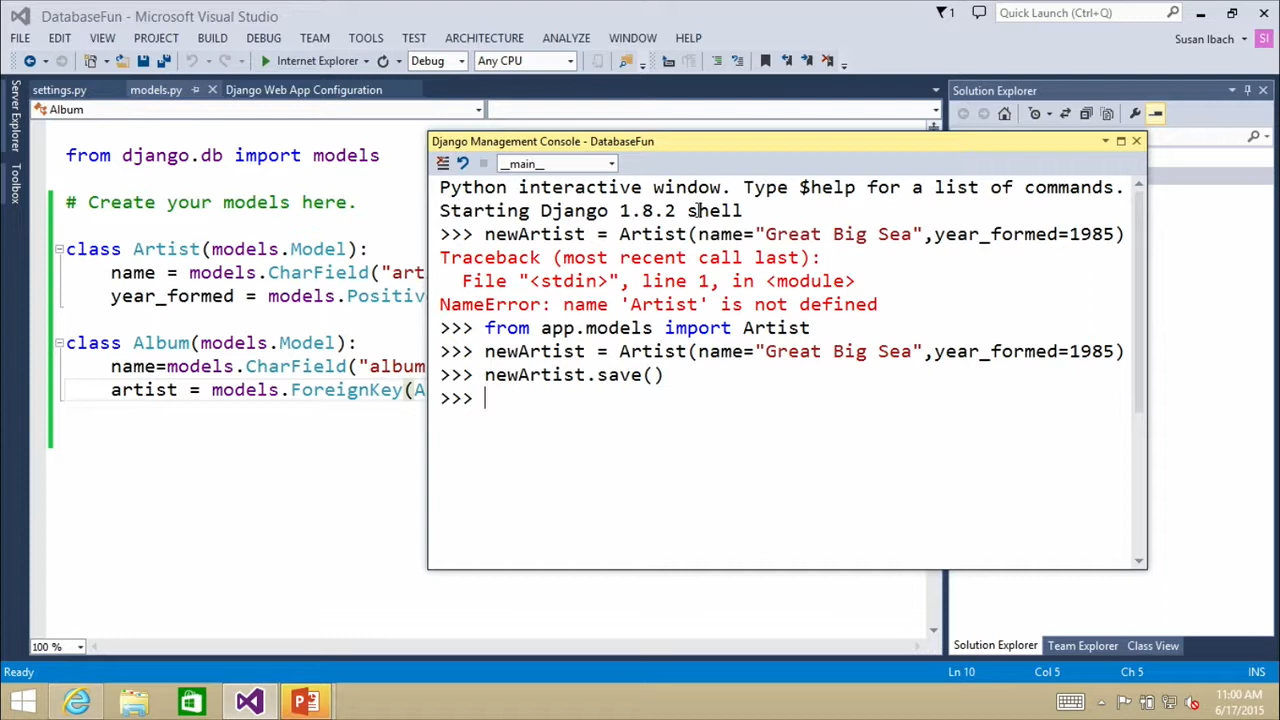 DatabaseFun - Microsoft Visual Studio
1
Quick Launch (Ctrl+Q)
FILE EDIT VIEW PROJECT BUILD DEBUG TEAM TOOLS TEST ARCHITECTURE ANALYZE WINDOW HELP
Susan Ibach SI
Internet Explorer Debug Any CPU
Server Explorer
Toolbox
settings.py models.py Django Web App Configuration
Album
from django.db import models
# Create your models here.
class Artist(models.Model):
name = models.CharField("art
year_formed = models.Positiv
class Album(models.Model):
name=models.CharField("album
artist = models.ForeignKey(A
Django Management Console - DatabaseFun
__main__
Python interactive window. Type $help for a list of commands.
Starting Django 1.8.2 shell
>>> newArtist = Artist(name="Great Big Sea",year_formed=1985)
Traceback (most recent call last):
File "<stdin>", line 1, in <module>
NameError: name 'Artist' is not defined
>>> from app.models import Artist
>>> newArtist = Artist(name="Great Big Sea",year_formed=1985)
>>> newArtist.save()
>>>
Solution Explorer
Solution Explorer Team Explorer Class View
100 %
Ready Ln 10 Col 5 Ch 5 INS
11:00 AM
6/17/2015